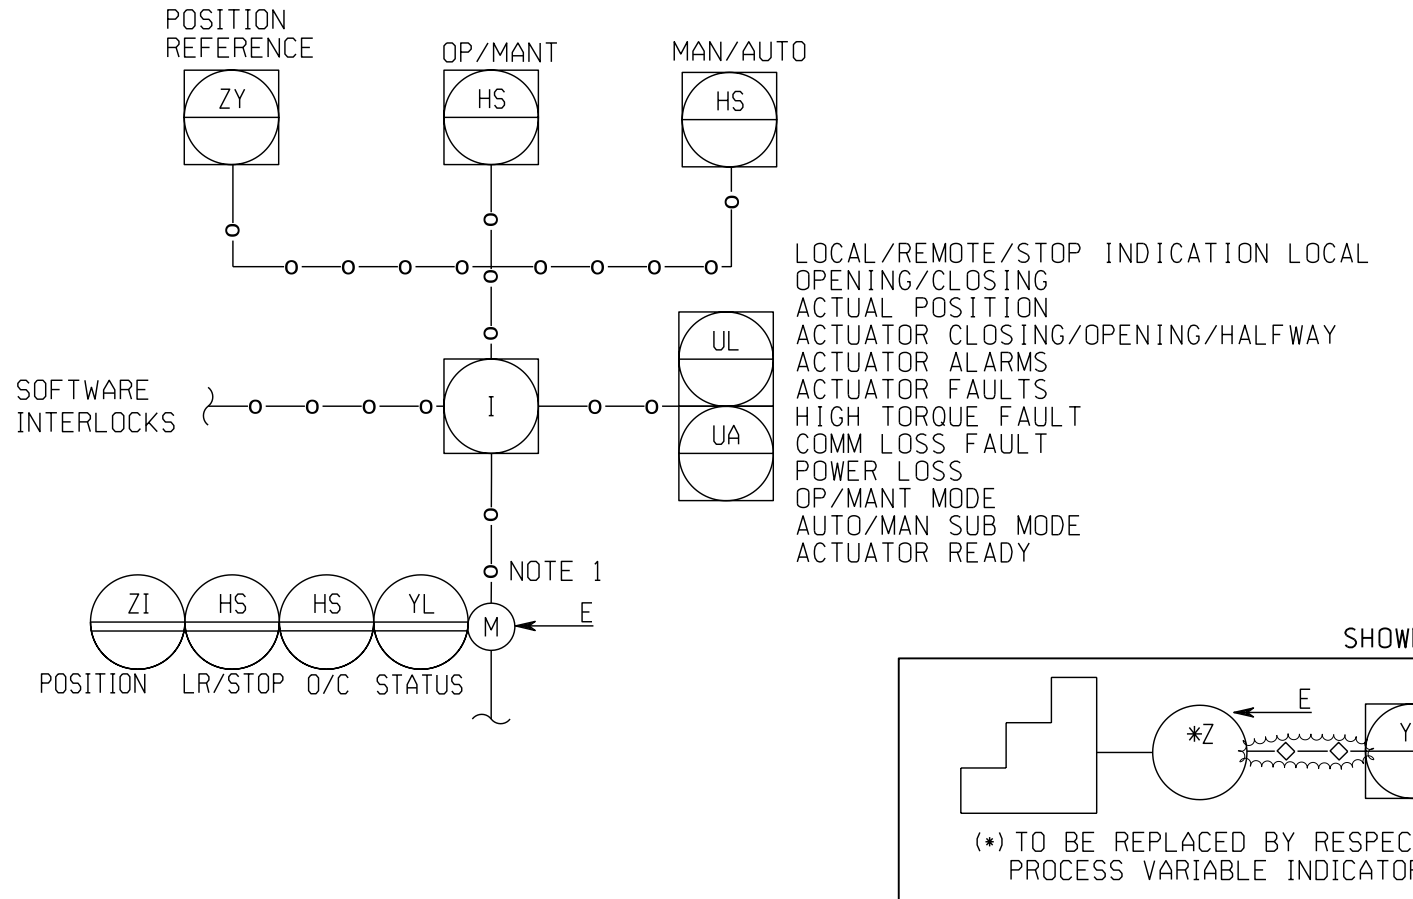 POSITION
REFERENCE
OP/MANT
MAN/AUTO
ZY
HS
HS
LOCAL/REMOTE/STOP INDICATION LOCAL
OPENING/CLOSING
ACTUAL POSITION
ACTUATOR CLOSING/OPENING/HALFWAY
ACTUATOR ALARMS
ACTUATOR FAULTS
HIGH TORQUE FAULT
COMM LOSS FAULT
POWER LOSS
OP/MANT MODE
AUTO/MAN SUB MODE
ACTUATOR READY
UL
UA
SOFTWARE
INTERLOCKS
I
NOTE 1
ZI
HS
HS
YL
M
E
POSITION
LR/STOP
O/C
STATUS
E
*Z
Y
(*) TO BE REPLACED BY
PROCESS VARIABLE